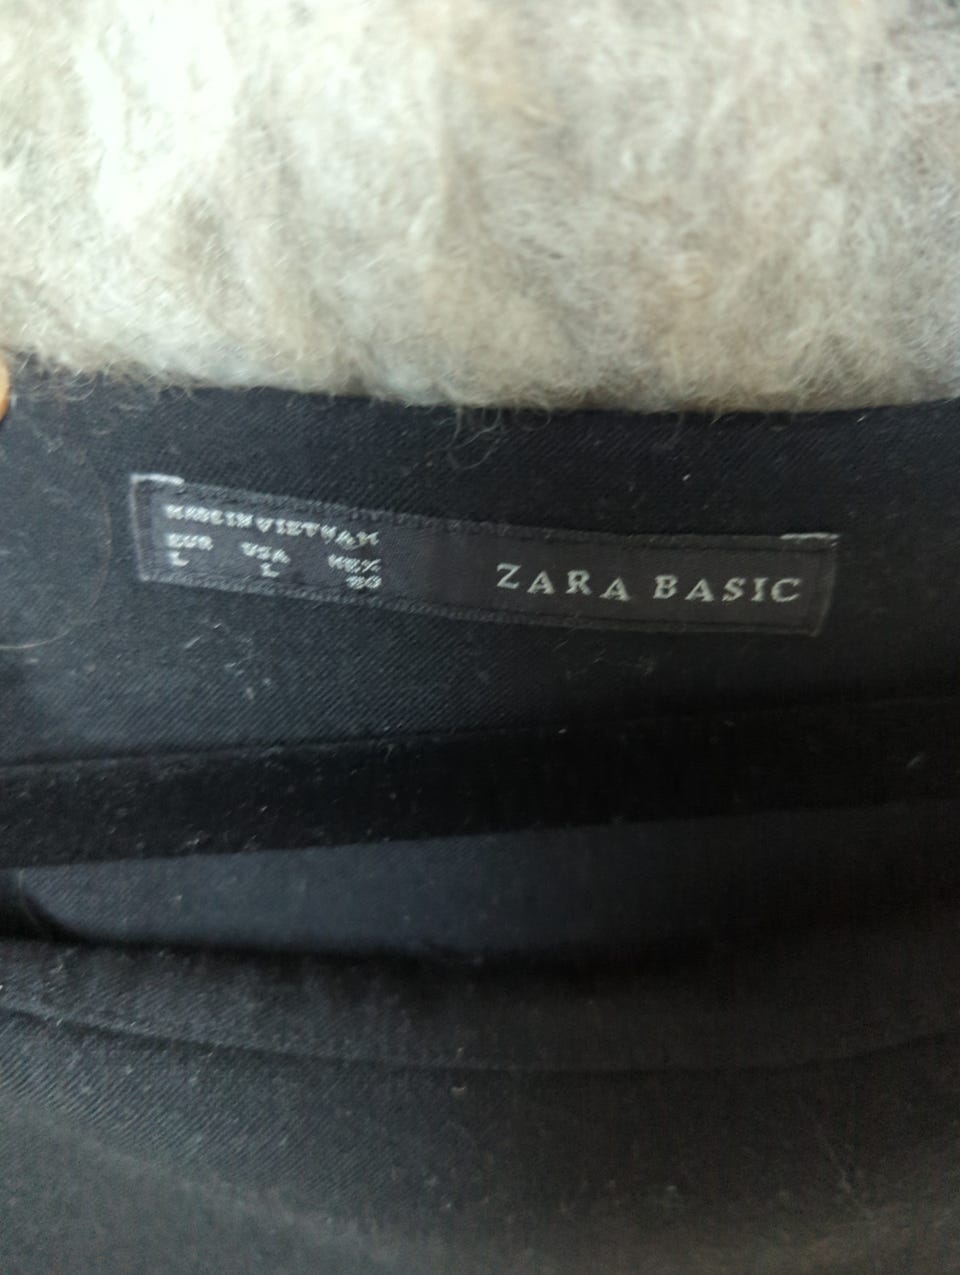 MADE IN VIETNAM
EUR USA MEX
L L 30
ZARA BASIC